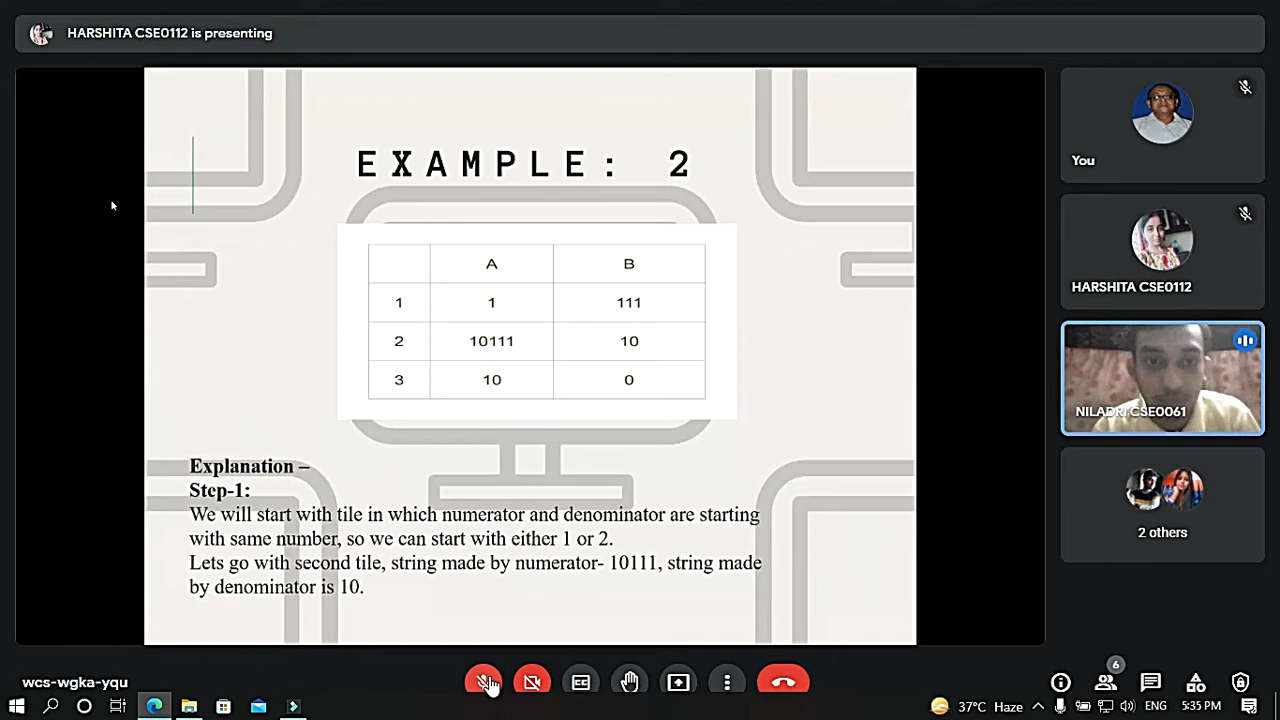 HARSHITA CSE0112 is presenting
EXAMPLE: 2
A B
1 1 111
2 10111 10
3 10 0
Explanation –
Step-1:
We will start with tile in which numerator and denominator are starting
with same number, so we can start with either 1 or 2.
Lets go with second tile, string made by numerator- 10111, string made
by denominator is 10.
You
HARSHITA CSE0112
NILADRI CSE0061
2 others
wcs-wgka-yqu
CC
6
37°C Haze
ENG
5:35 PM